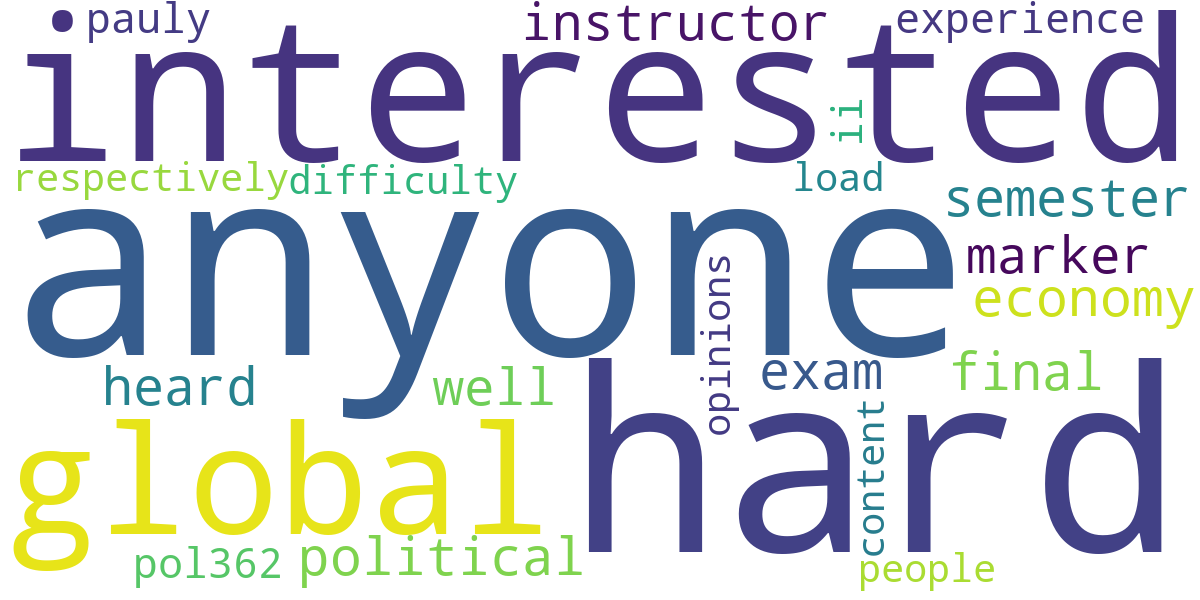 pauly
instructor
experience
interested
ii
respectively
difficulty
load
semester
anyone
marker
economy
opinions
heard
well
exam
final
hard
global
content
pol362
political
people